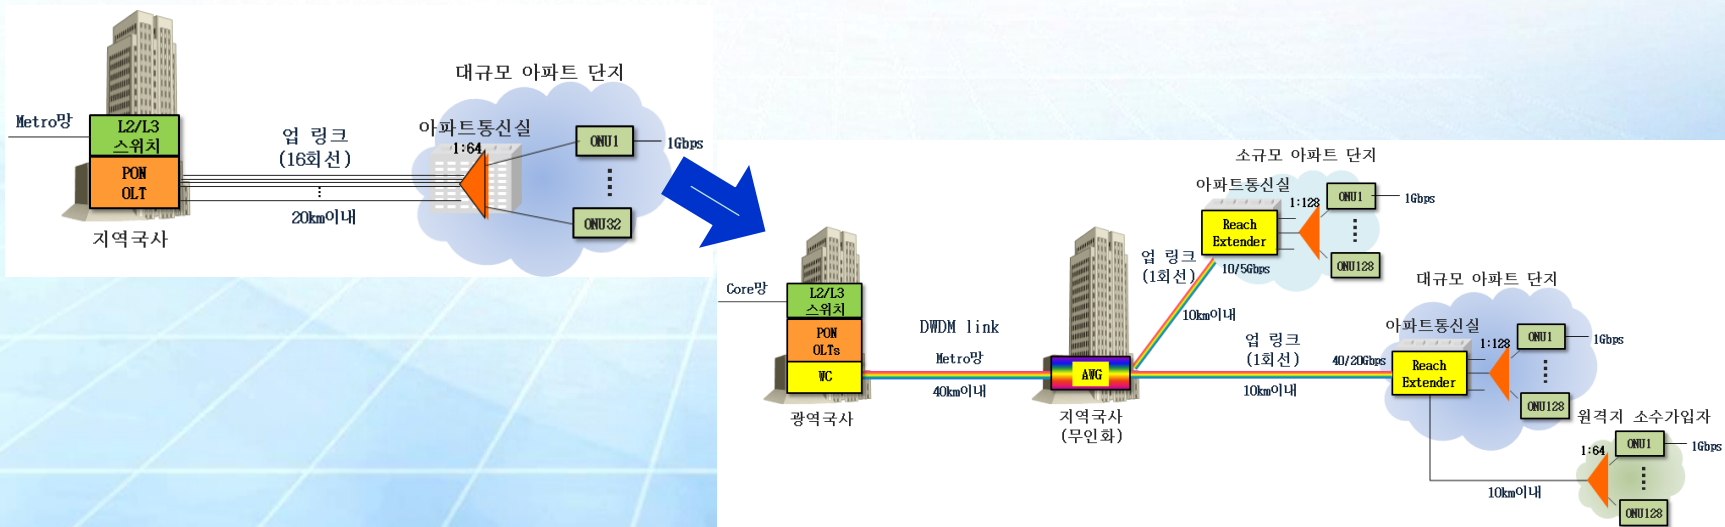 대규모 아파트 단지
Metro망
L2/L3
스위치
PON
OLT
지역국사
업 링크
(16회선)
20km이내
아파트통신실
1:64
ONU1
1Gbps
ONU32
소규모 아파트 단지
아파트통신실
1:128
ONU1
1Gbps
Reach
Extender
ONU128
업 링크
(1회선)
10/5Gbps
10km이내
Core망
L2/L3
스위치
PON
OLTs
WC
광역국사
DWDM link
Metro망
40km이내
AWG
지역국사
(무인화)
업 링크
(1회선)
10km이내
40/20Gbps
대규모 아파트 단지
아파트통신실
1:128
ONU1
1Gbps
Reach
Extender
ONU128
원격지 소수가입자
1:64
ONU1
1Gbps
10km이내
ONU128